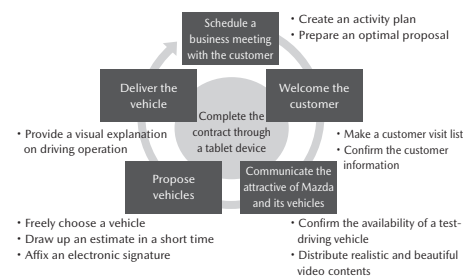 Schedule a
business meeting
with the customer
• Create an activity plan
• Prepare an optimal proposal
Welcome the
customer
• Make a customer visit list
• Confirm the customer
information
Communicate the
attractive of Mazda
and its vehicles
• Confirm the availability of a test-
driving vehicle
• Distribute realistic and beautiful
video contents
Propose
vehicles
• Freely choose a vehicle
• Draw up an estimate in a short time
• Affix an electronic signature
Deliver the
vehicle
• Provide a visual explanation
on driving operation
Complete the
contract through
a tablet device